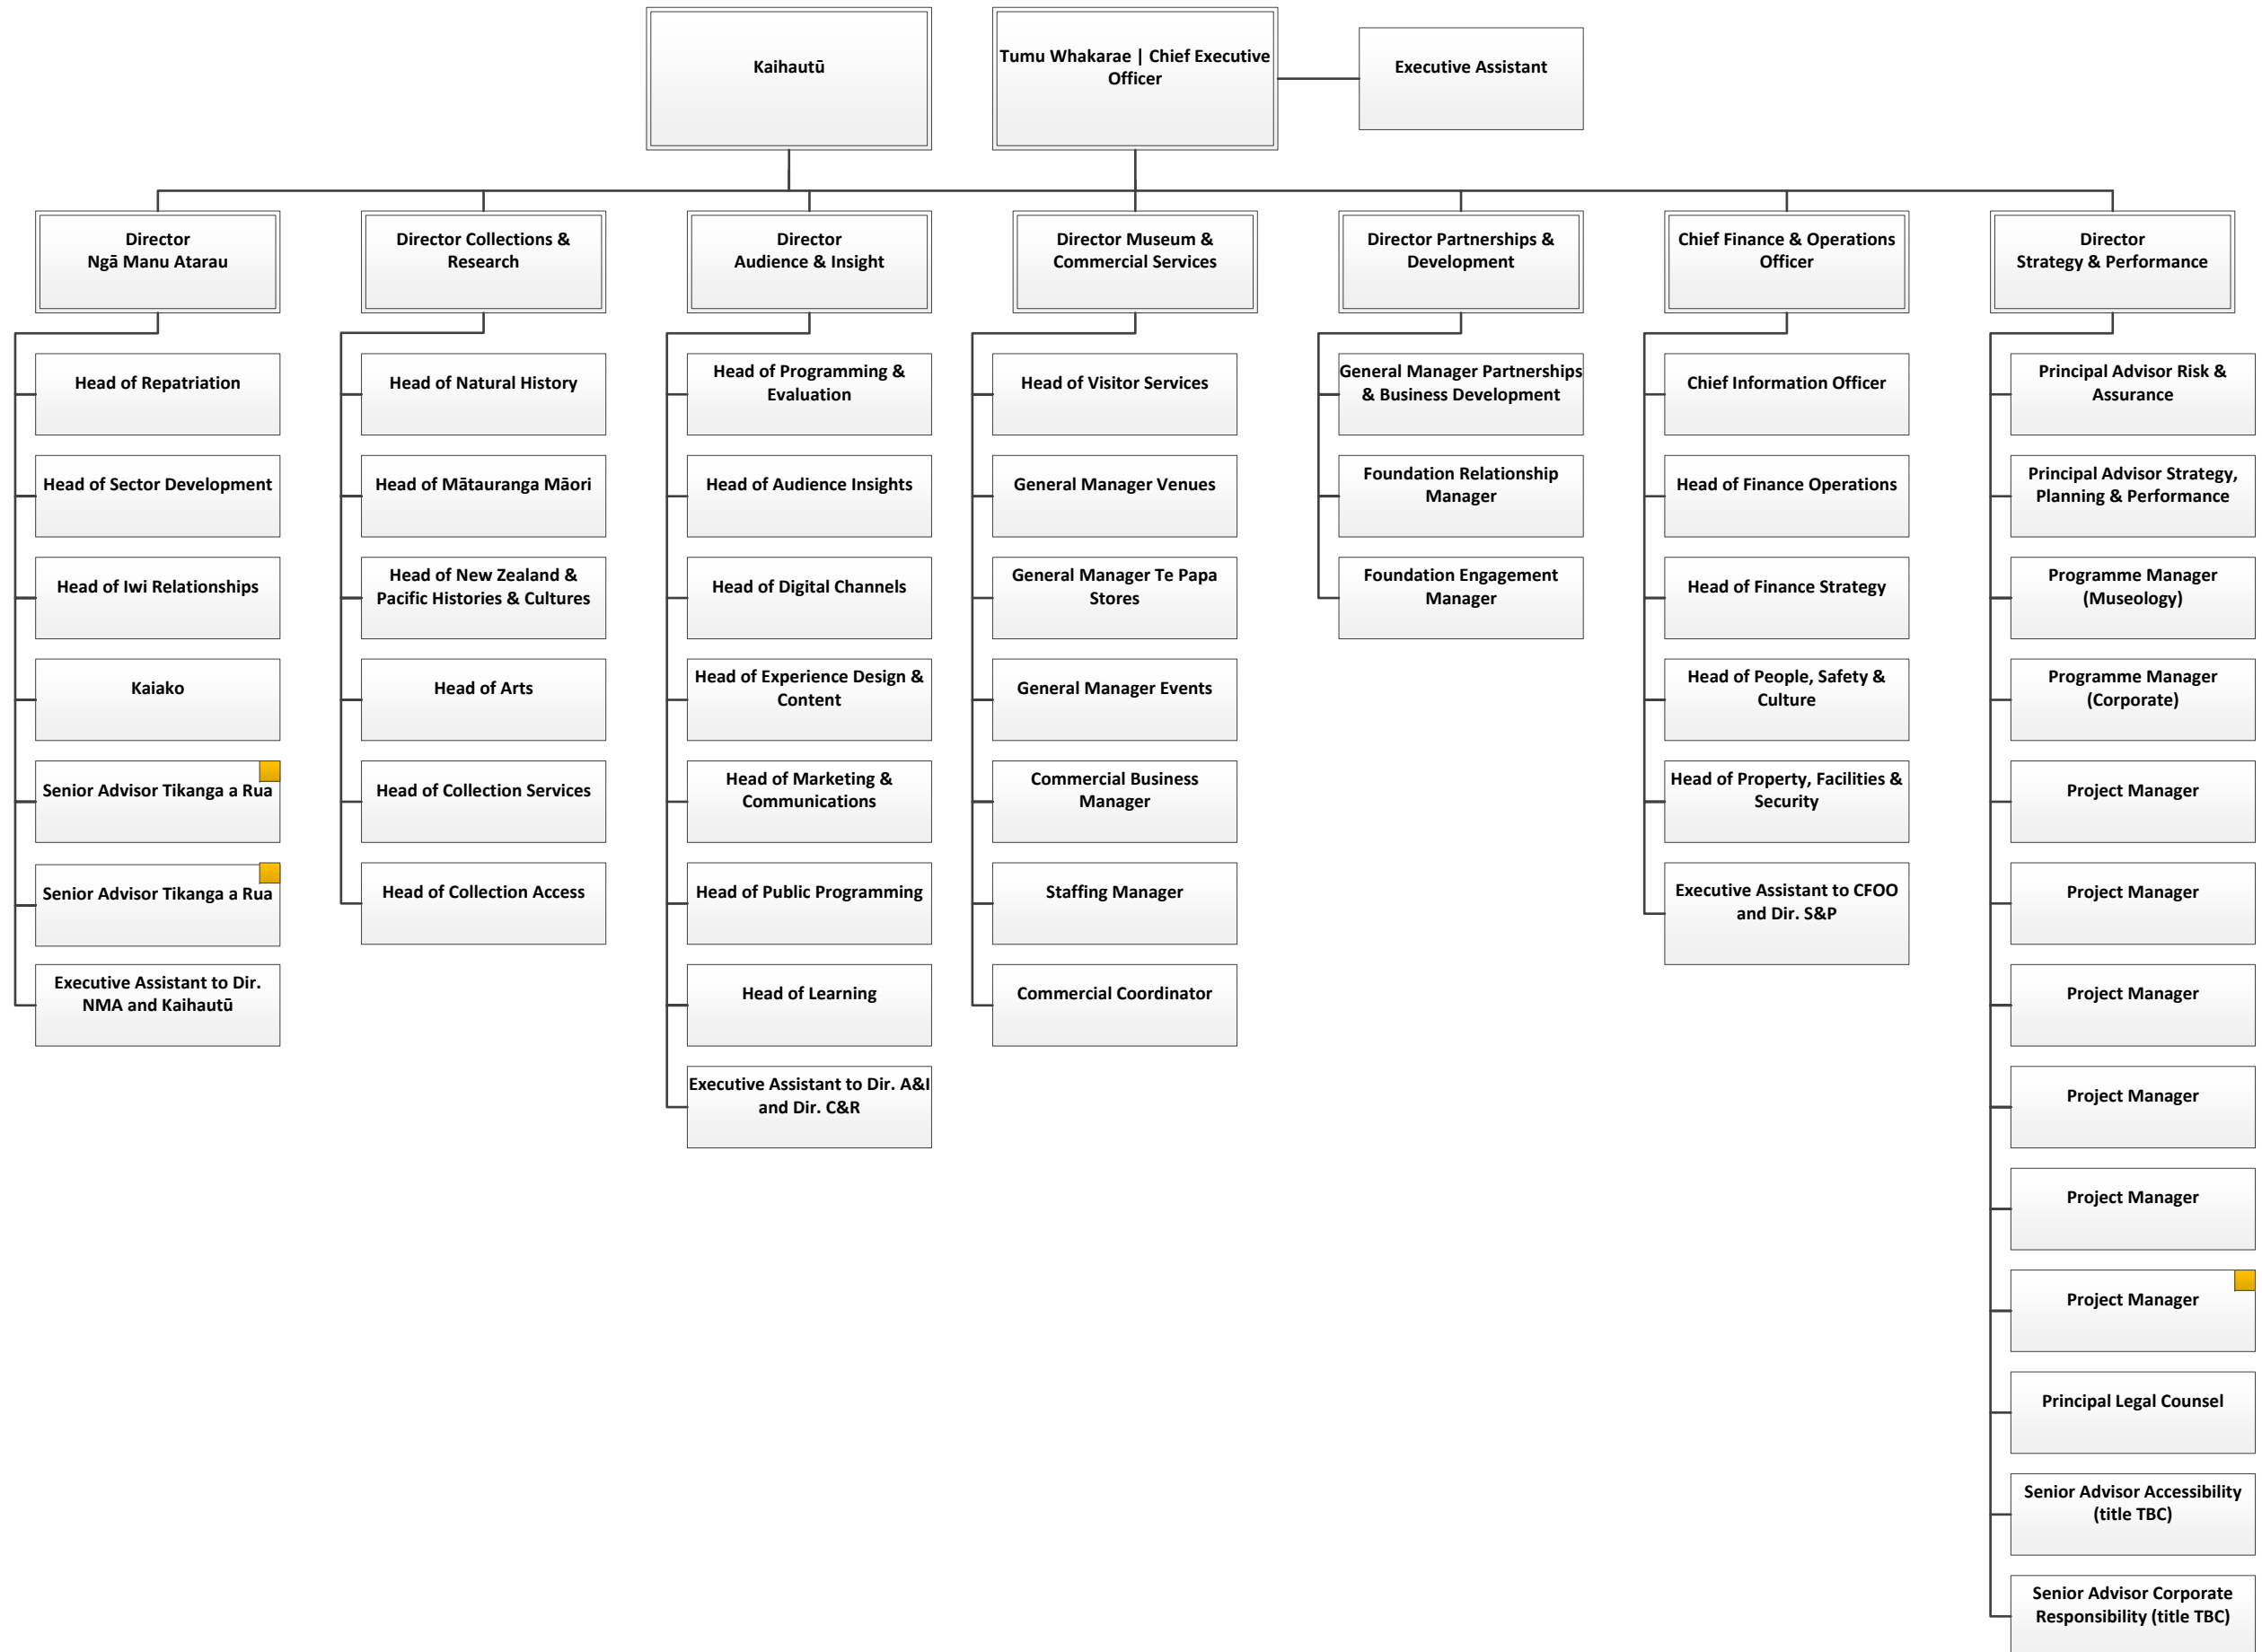 Kaihautū
Tumu Whakarae | Chief Executive
Officer
Executive Assistant
Director
Ngā Manu Atarau
Director Collections &
Research
Director
Audience & Insight
Director Museum &
Commercial Services
Director Partnerships &
Development
Chief Finance & Operations
Officer
Director
Strategy & Performance
Head of Repatriation
Head of Sector Development
Head of Iwi Relationships
Kaiako
Senior Advisor Tikanga a Rua
Senior Advisor Tikanga a Rua
Executive Assistant to Dir.
NMA and Kaihautū
Head of Natural History
Head of Mātauranga Māori
Head of New Zealand &
Pacific Histories & Cultures
Head of Arts
Head of Collection Services
Head of Collection Access
Head of Programming &
Evaluation
Head of Audience Insights
Head of Digital Channels
Head of Experience Design &
Content
Head of Marketing &
Communications
Head of Public Programming
Head of Learning
Executive Assistant to Dir. A&I
and Dir. C&R
Head of Visitor Services
General Manager Venues
General Manager Te Papa
Stores
General Manager Events
Commercial Business
Manager
Staffing Manager
Commercial Coordinator
General Manager Partnerships
& Business Development
Foundation Relationship
Manager
Foundation Engagement
Manager
Chief Information Officer
Head of Finance Operations
Head of Finance Strategy
Head of People, Safety &
Culture
Head of Property, Facilities &
Security
Executive Assistant to CFOO
and Dir. S&P
Principal Advisor Risk &
Assurance
Principal Advisor Strategy,
Planning & Performance
Programme Manager
(Museology)
Programme Manager
(Corporate)
Project Manager
Project Manager
Project Manager
Project Manager
Project Manager
Project Manager
Principal Legal Counsel
Senior Advisor Accessibility
(title TBC)
Senior Advisor Corporate
Responsibility (title TBC)